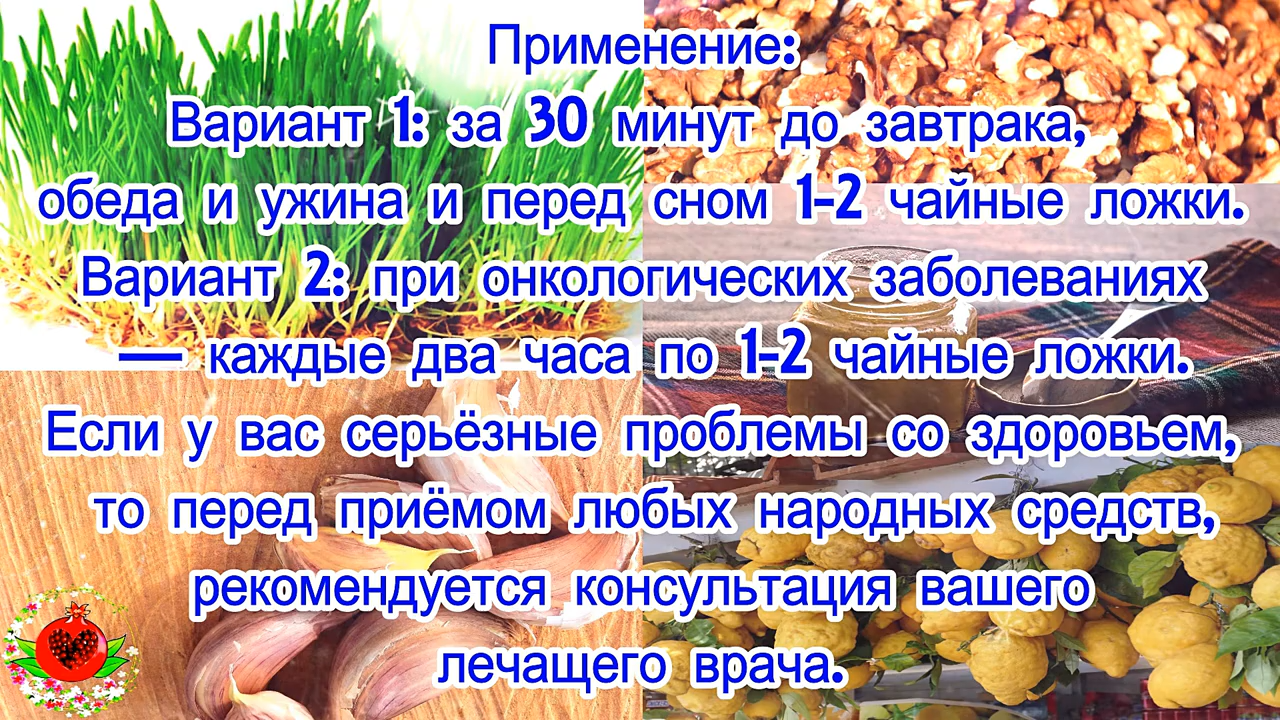 Применение:
Вариант 1: за 30 минут до завтрака,
обеда и ужина и перед сном 1-2 чайные ложки.
Вариант 2: при онкологических заболеваниях
— каждые два часа по 1-2 чайные ложки.
Если у вас серьёзные проблемы со здоровьем,
то перед приёмом любых народных средств,
рекомендуется консультация вашего
лечащего врача.